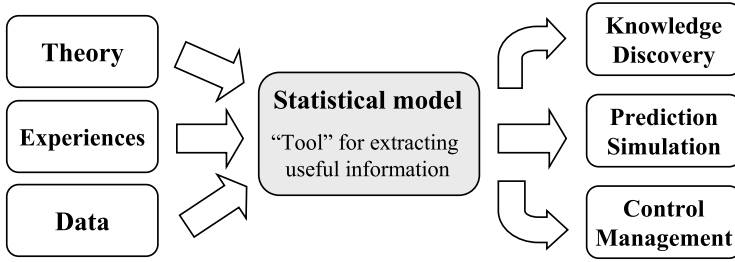 Theory
Experiences
Data
Statistical model
“Tool” for extracting
useful information
Knowledge
Discovery
Prediction
Simulation
Control
Management